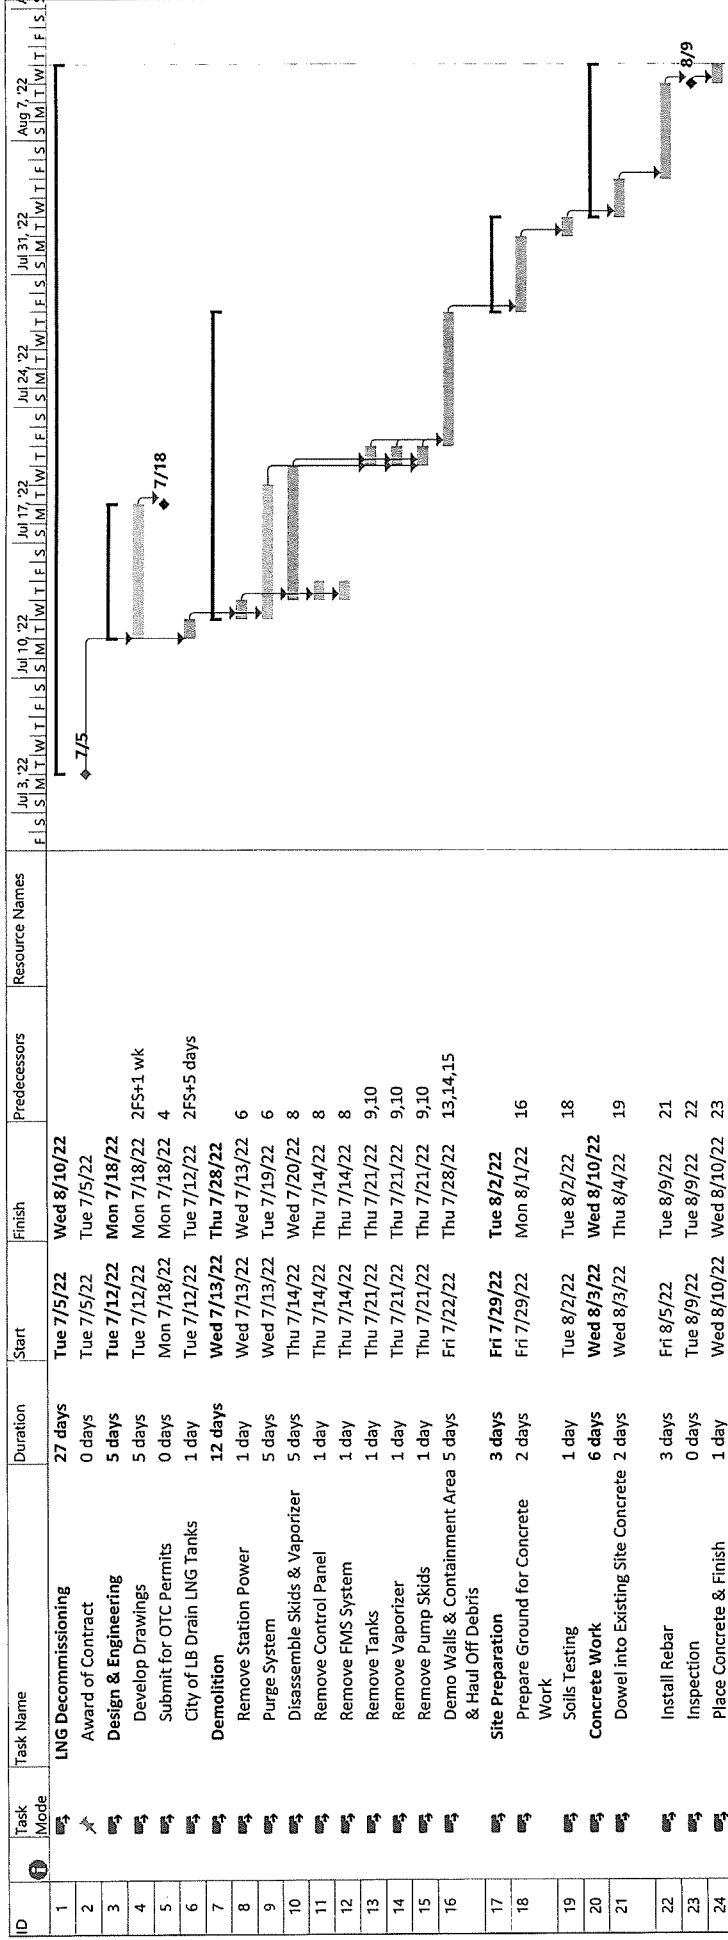 ID Task Mode Task Name Duration Start Finish Predecessors Resource Names
Jul 3, '22 Jul 10, '22 Jul 17, '22 Jul 24, '22 Jul 31, '22 Aug 7, '22
F S S M T W T F S S M T W T F S S M T W T F S S M T W T F S S M T W T F S S M T W T F S
1 LNG Decommissioning 27 days Tue 7/5/22 Wed 8/10/22
2 Award of Contract 0 days Tue 7/5/22 Tue 7/5/22 7/5
3 Design & Engineering 5 days Tue 7/12/22 Mon 7/18/22
4 Develop Drawings 5 days Tue 7/12/22 Mon 7/18/22 2FS+1 wk
5 Submit for OTC Permits 0 days Mon 7/18/22 Mon 7/18/22 4 7/18
6 City of LB Drain LNG Tanks 1 day Tue 7/12/22 Tue 7/12/22 2FS+5 days
7 Demolition 12 days Wed 7/13/22 Thu 7/28/22
8 Remove Station Power 1 day Wed 7/13/22 Wed 7/13/22 6
9 Purge System 5 days Wed 7/13/22 Tue 7/19/22 6
10 Disassemble Skids & Vaporizer 5 days Thu 7/14/22 Wed 7/20/22 8
11 Remove Control Panel 1 day Thu 7/14/22 Thu 7/14/22 8
12 Remove FMS System 1 day Thu 7/14/22 Thu 7/14/22 8
13 Remove Tanks 1 day Thu 7/21/22 Thu 7/21/22 9,10
14 Remove Vaporizer 1 day Thu 7/21/22 Thu 7/21/22 9,10
15 Remove Pump Skids 1 day Thu 7/21/22 Thu 7/21/22 9,10
16 Demo Walls & Containment Area 5 days Fri 7/22/22 Thu 7/28/22 13,14,15
& Haul Off Debris
17 Site Preparation 3 days Fri 7/29/22 Tue 8/2/22
18 Prepare Ground for Concrete 2 days Fri 7/29/22 Mon 8/1/22 16
Work
19 Soils Testing 1 day Tue 8/2/22 Tue 8/2/22 18
20 Concrete Work 6 days Wed 8/3/22 Wed 8/10/22
21 Dowel into Existing Site Concrete 2 days Wed 8/3/22 Thu 8/4/22 19
22 Install Rebar 3 days Fri 8/5/22 Tue 8/9/22 21
23 Inspection 0 days Tue 8/9/22 Tue 8/9/22 22 8/9
24 Place Concrete & Finish 1 day Wed 8/10/22 Wed 8/10/22 23